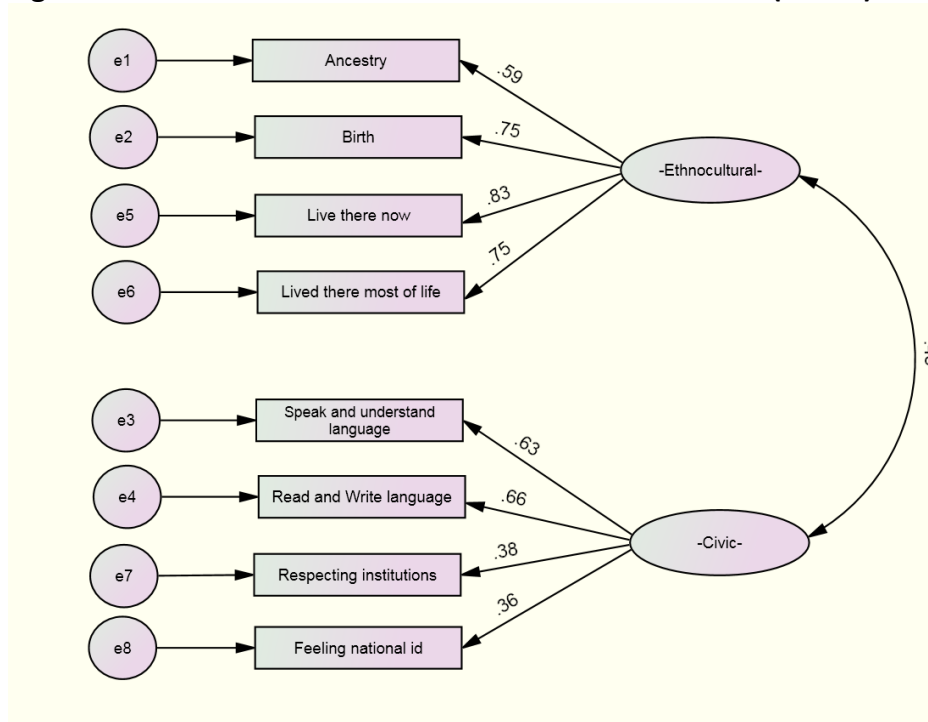 e1
Ancestry
.59
e2
Birth
.75
-Ethnocultural-
e5
Live there now
.83
e6
Lived there most of life
.75
e3
Speak and understand
language
.63
e4
Read and Write language
.66
-Civic-
e7
Respecting institutions
.38
e8
Feeling national id
.36